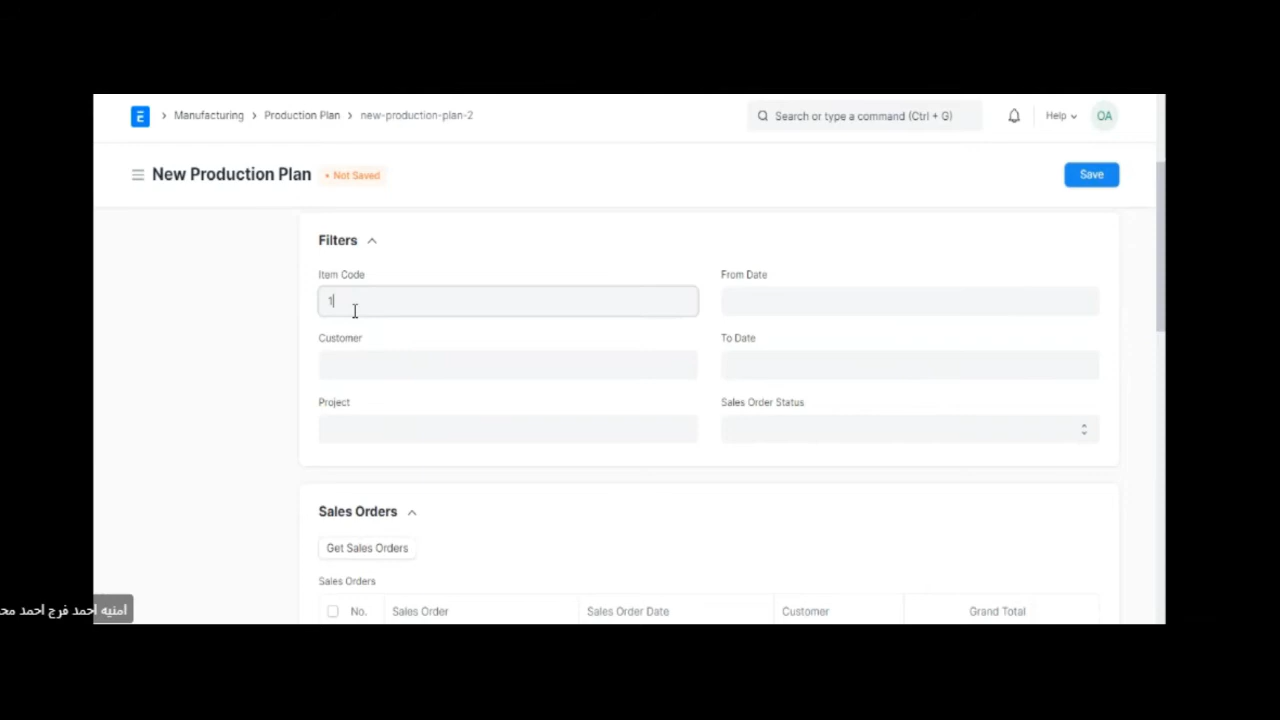 Manufacturing > Production Plan > new-production-plan-2
Search or type a command (Ctrl + G)
Help
OA
New Production Plan
• Not Saved
Save
Filters
Item Code
From Date
1
Customer
To Date
Project
Sales Order Status
Sales Orders
Get Sales Orders
Sales Orders
No. Sales Order Sales Order Date Customer Grand Total
امنيه احمد فرج احمد